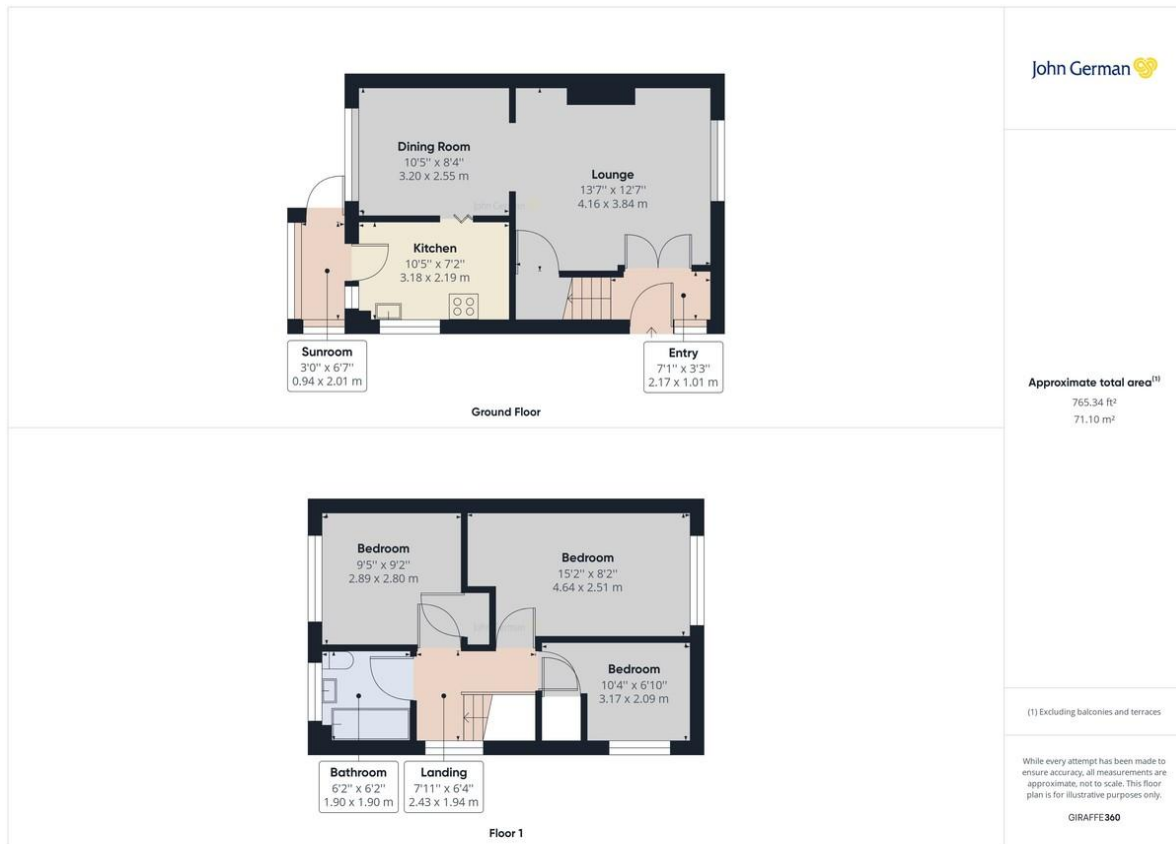 John German
Dining Room
10'5'' x 8'4''
3.20 x 2.55 m
Lounge
13'7'' x 12'7''
4.16 x 3.84 m
John German
Kitchen
10'5'' x 7'2''
3.18 x 2.19 m
Sunroom
3'0'' x 6'7''
0.94 x 2.01 m
Entry
7'1'' x 3'3''
2.17 x 1.01 m
Ground Floor
Approximate total area(1)
765.34 ft²
71.10 m²
Bedroom
9'5'' x 9'2''
2.89 x 2.80 m
Bedroom
15'2'' x 8'2''
4.64 x 2.51 m
John German
Bedroom
10'4'' x 6'10''
3.17 x 2.09 m
Bathroom
6'2'' x 6'2''
1.90 x 1.90 m
Landing
7'11'' x 6'4''
2.43 x 1.94 m
Floor 1
(1) Excluding balconies and terraces
While every attempt has been made to
ensure accuracy, all measurements are
approximate, not to scale. This floor
plan is for illustrative purposes only.
GIRAFFE360